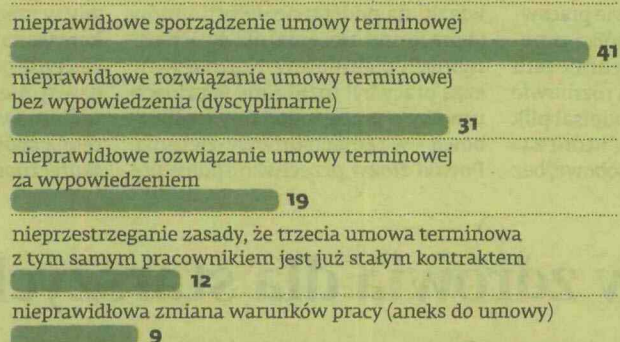 nieprawidłowe sporządzenie umowy terminowej
41
nieprawidłowe rozwiązanie umowy terminowej
bez wypowiedzenia (dyscyplinarne)
31
nieprawidłowe rozwiązanie umowy terminowej
za wypowiedzeniem
19
nieprzestrzeganie zasady, że trzecia umowa terminowa
z tym samym pracownikiem jest już stałym kontraktem
12
nieprawidłowa zmiana warunków pracy (aneks do umowy)
9